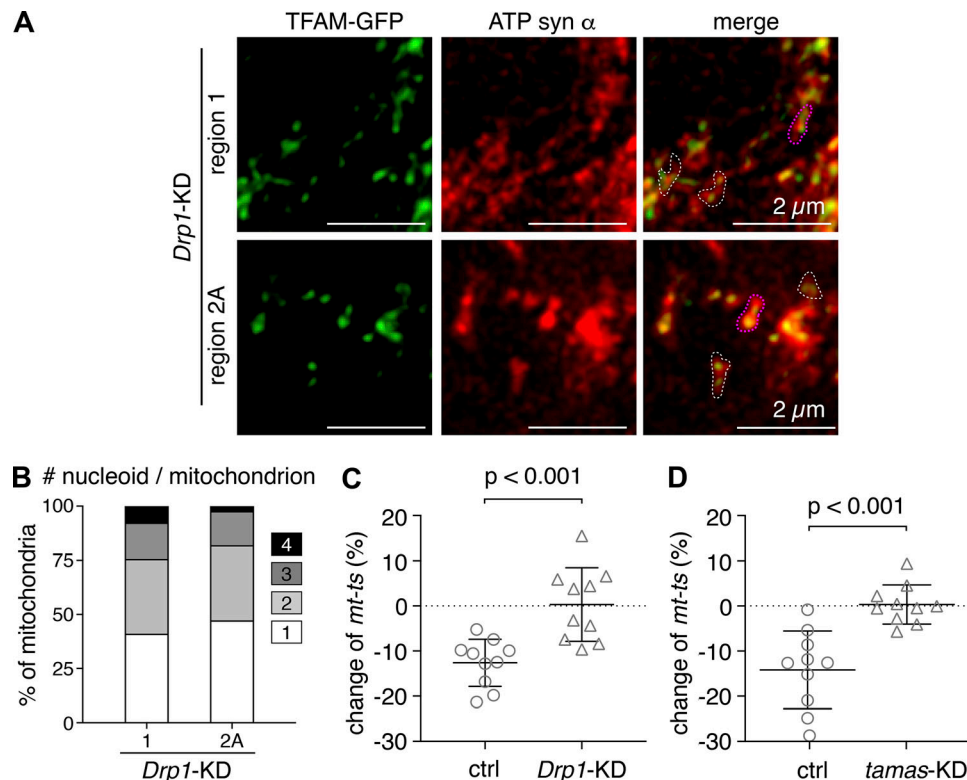 A
TFAM-GFP
ATP syn α
merge
Drp1-KD
region 1
2 µm
region 2A
2 µm
B
# nucleoid / mitochondrion
% of mitochondria
100
75
50
25
0
4
3
2
1
1
2A
Drp1-KD
C
p < 0.001
change of mt-ts (%)
20
10
0
-10
-20
-30
ctrl
Drp1-KD
D
p < 0.001
change of mt-ts (%)
20
10
0
-10
-20
-30
ctrl
tamas-KD